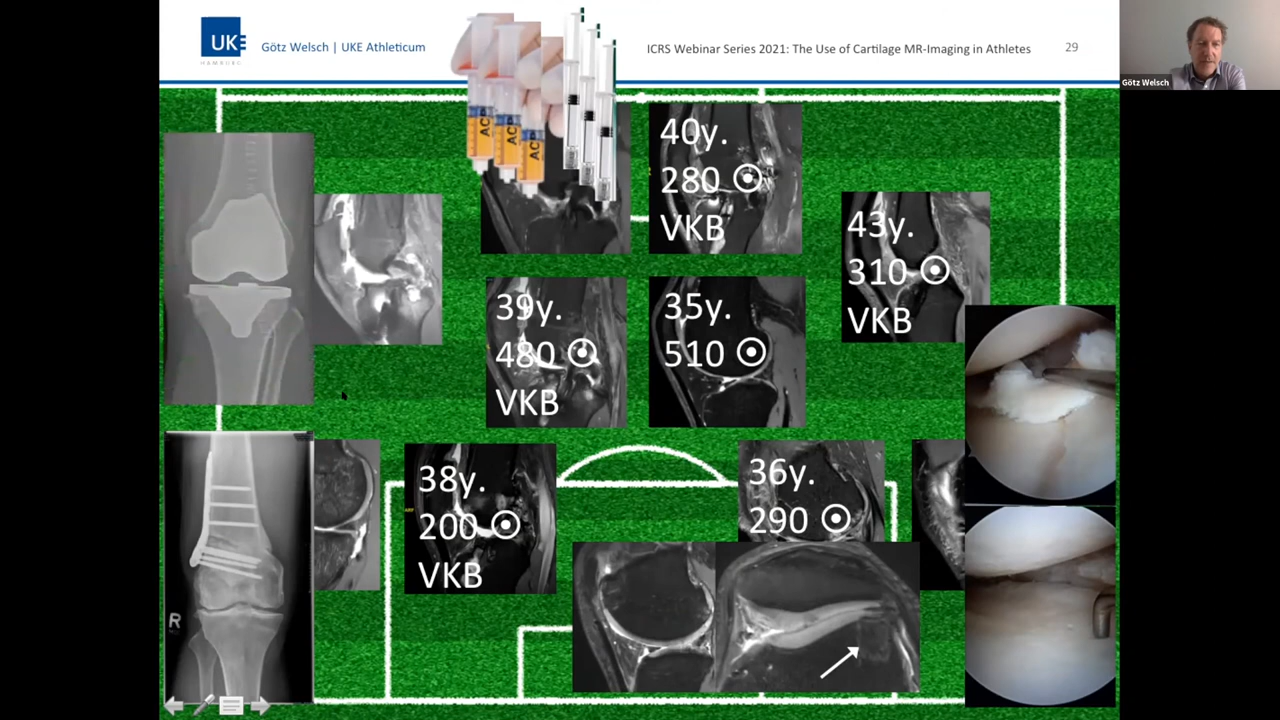 UKE
HAMBURG
Götz Welsch | UKE Athleticum
ICRS Webinar Series 2021: The Use of Cartilage MR-Imaging in Athletes
29
Götz Welsch
ACP
ACP
ACP
40y.
280
VKB
43y.
310
VKB
39y.
480
VKB
35y.
510
38y.
200
VKB
36y.
290
R